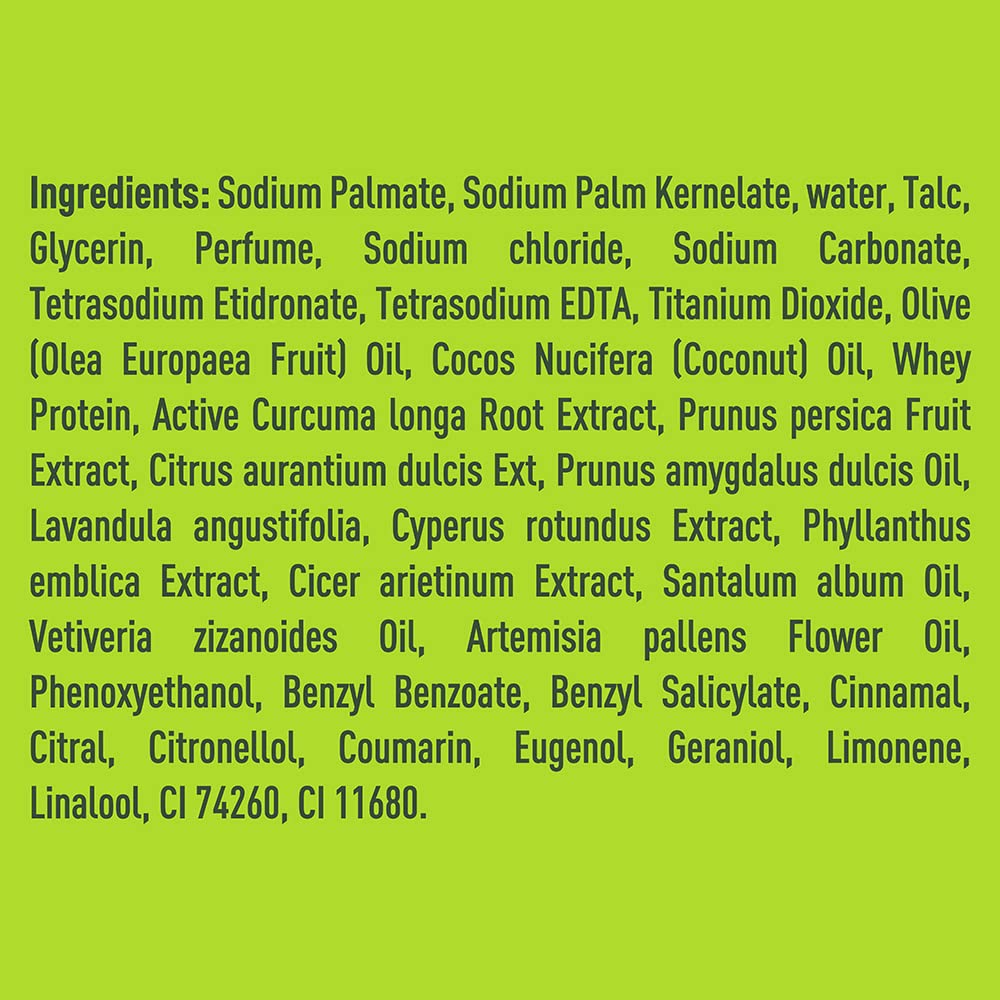 Ingredients: Sodium Palmate, Sodium Palm Kernelate, water, Talc,
Glycerin, Perfume, Sodium chloride, Sodium Carbonate,
Tetrasodium Etidronate, Tetrasodium EDTA, Titanium Dioxide, Olive
(Olea Europaea Fruit) Oil, Cocos Nucifera (Coconut) Oil, Whey
Protein, Active Curcuma longa Root Extract, Prunus persica Fruit
Extract, Citrus aurantium dulcis Ext, Prunus amygdalus dulcis Oil,
Lavandula angustifolia, Cyperus rotundus Extract, Phyllanthus
emblica Extract, Cicer arietinum Extract, Santalum album Oil,
Vetiveria zizanoides Oil, Artemisia pallens Flower Oil,
Phenoxyethanol, Benzyl Benzoate, Benzyl Salicylate, Cinnamal,
Citral, Citronellol, Coumarin, Eugenol, Geraniol, Limonene,
Linalool, CI 74260, CI 11680.